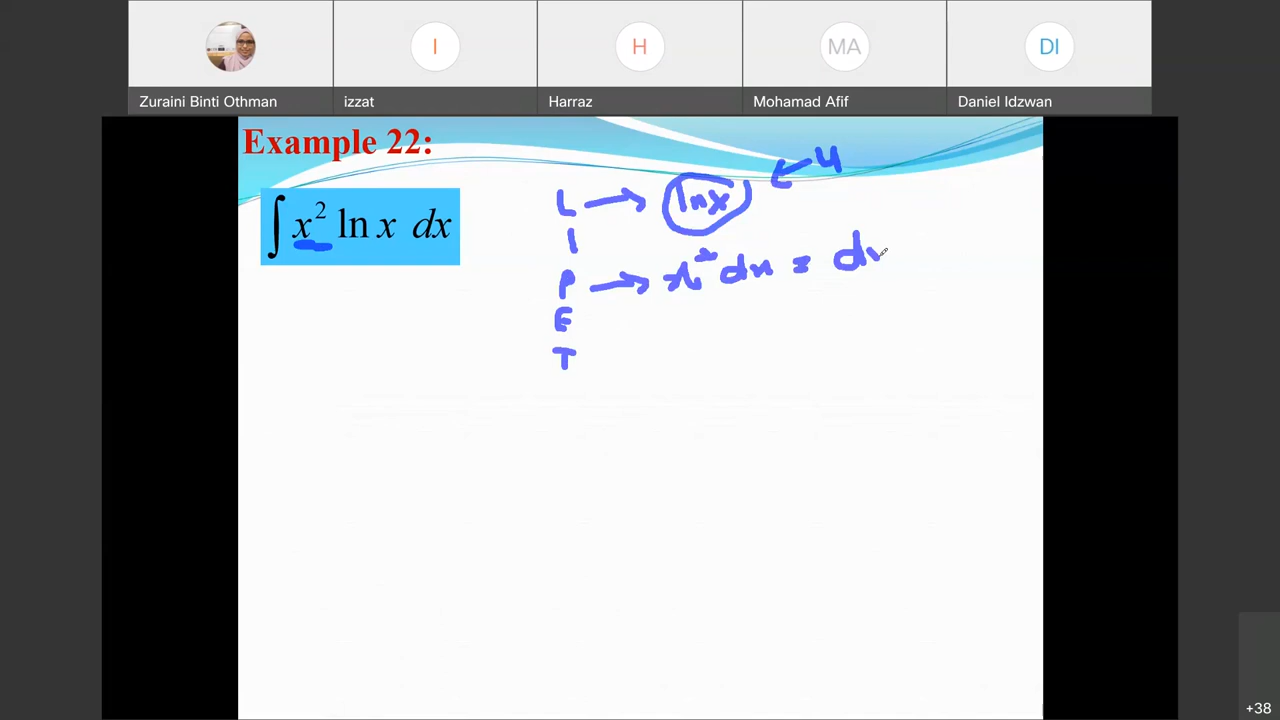 I
H
MA
DI
Zuraini Binti Othman
izzat
Harraz
Mohamad Afif
Daniel Idzwan
Example 22:
∫ x² ln x dx
L → ln x ← u
I
P → x² dx = dv
E
T
+38